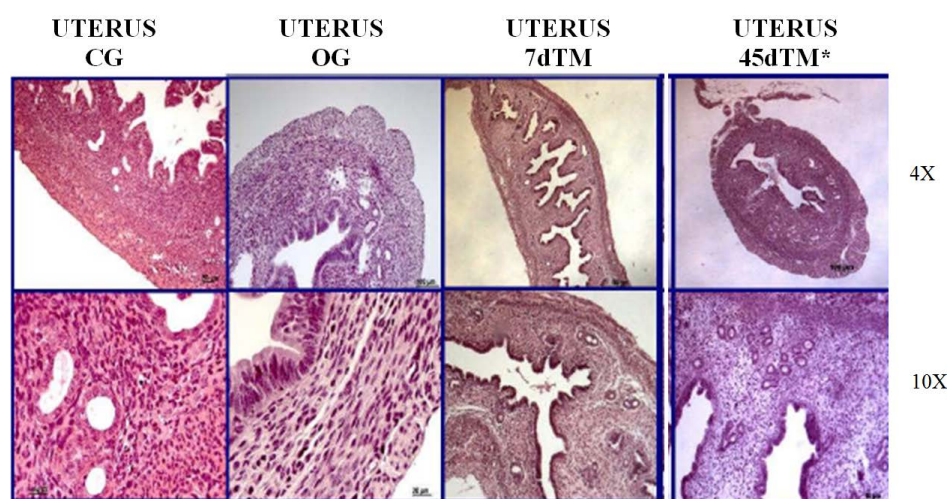 UTERUS
CG
UTERUS
OG
UTERUS
7dTM
UTERUS
45dTM*
4X
10X